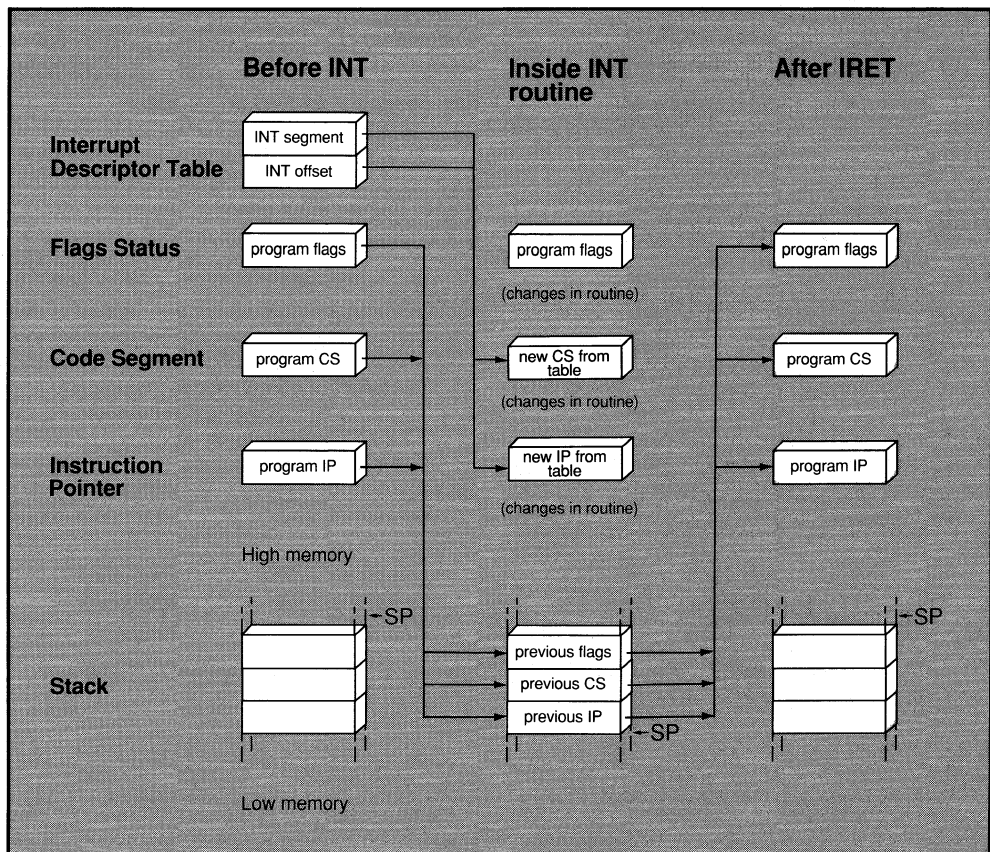 Before INT
Inside INT
routine
After IRET
Interrupt
Descriptor Table
INT segment
INT offset
Flags Status
program flags
program flags
(changes in routine)
program flags
Code Segment
program CS
new CS from
table
(changes in routine)
program CS
Instruction
Pointer
program IP
new IP from
table
(changes in routine)
program IP
High memory
SP
SP
Stack
previous flags
previous CS
previous IP
SP
Low memory